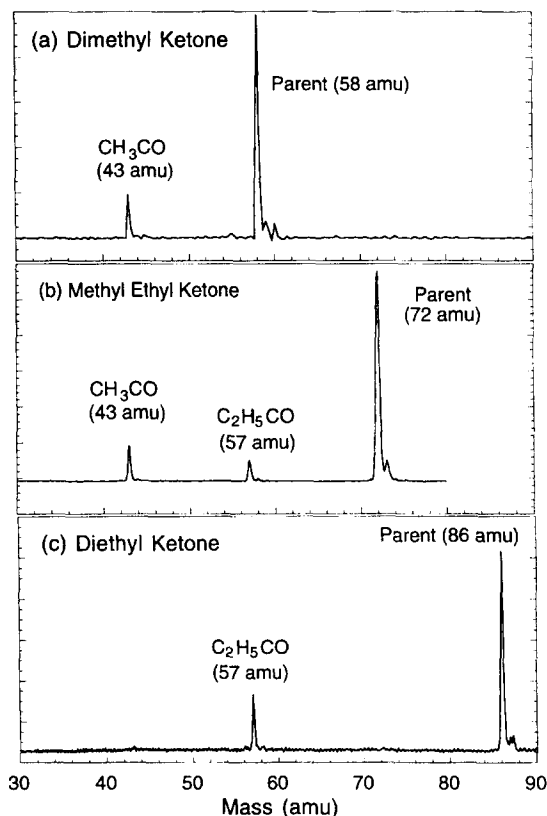 (a) Dimethyl Ketone
Parent (58 amu)
CH₃CO
(43 amu)
(b) Methyl Ethyl Ketone
Parent
(72 amu)
CH₃CO
(43 amu)
C₂H₅CO
(57 amu)
(c) Diethyl Ketone
Parent (86 amu)
C₂H₅CO
(57 amu)
30 40 50 60 70 80 90
Mass (amu)